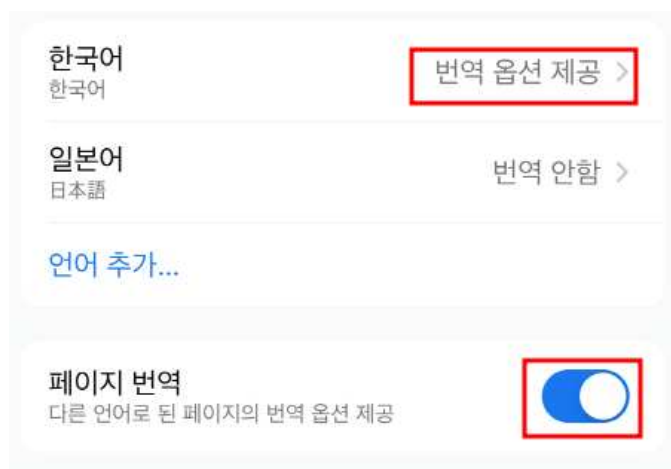 한국어
번역 옵션 제공
한국어
일본어
번역 안함
日本語
언어 추가...
페이지 번역
다른 언어로 된 페이지의 번역 옵션 제공